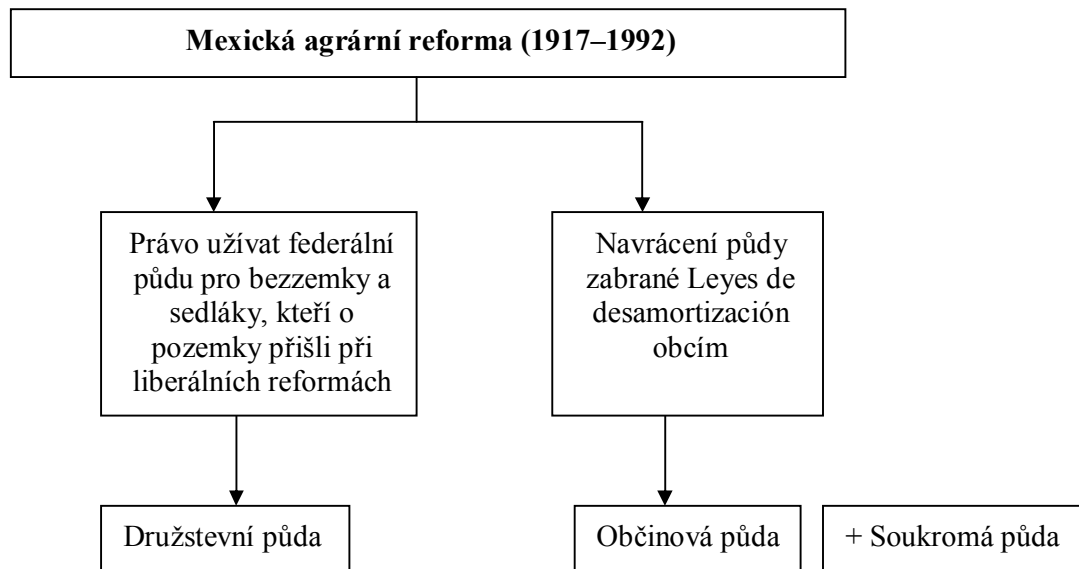 Mexická agrární reforma (1917–1992)
Právo užívat federální
půdu pro bezzemky a
sedláky, kteří o
pozemky přišli při
liberálních reformách
Navrácení půdy
zabrané Leyes de
desamortización
obcím
Družstevní půda
Občinová půda
+ Soukromá půda